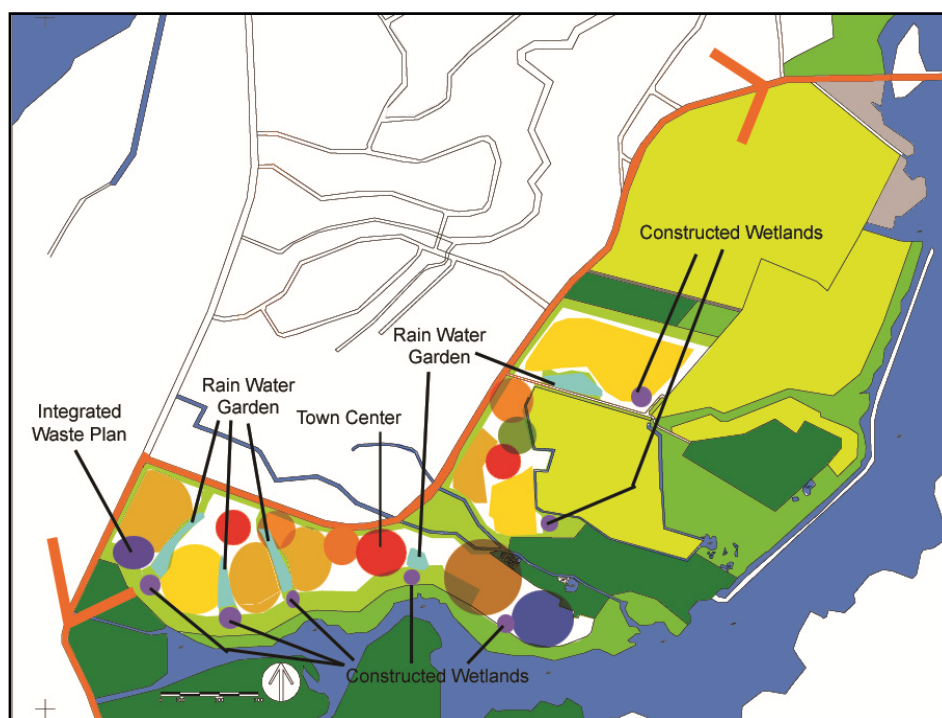 Constructed Wetlands
Rain Water
Garden
Rain Water
Garden
Town Center
Integrated
Waste Plan
Constructed Wetlands